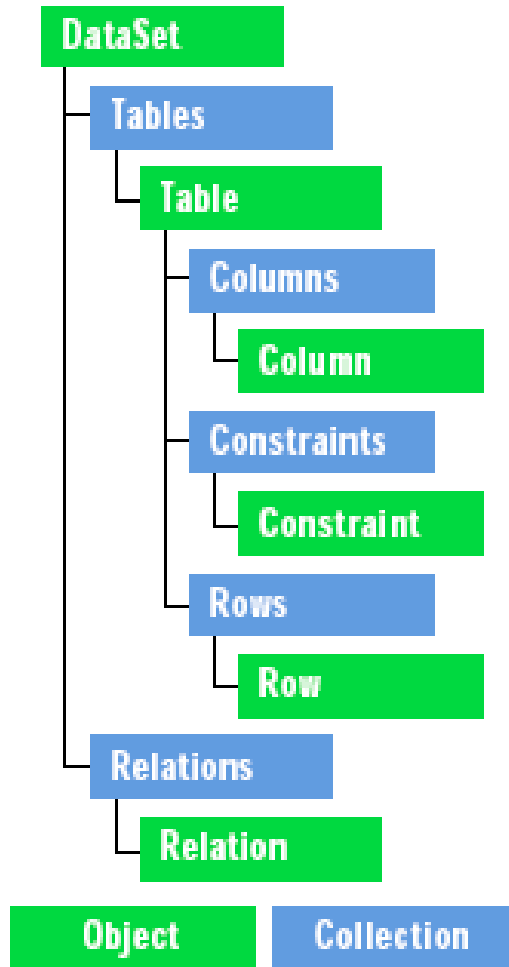 DataSet
Tables
Table
Columns
Column
Constraints
Constraint
Rows
Row
Relations
Relation
Object Collection